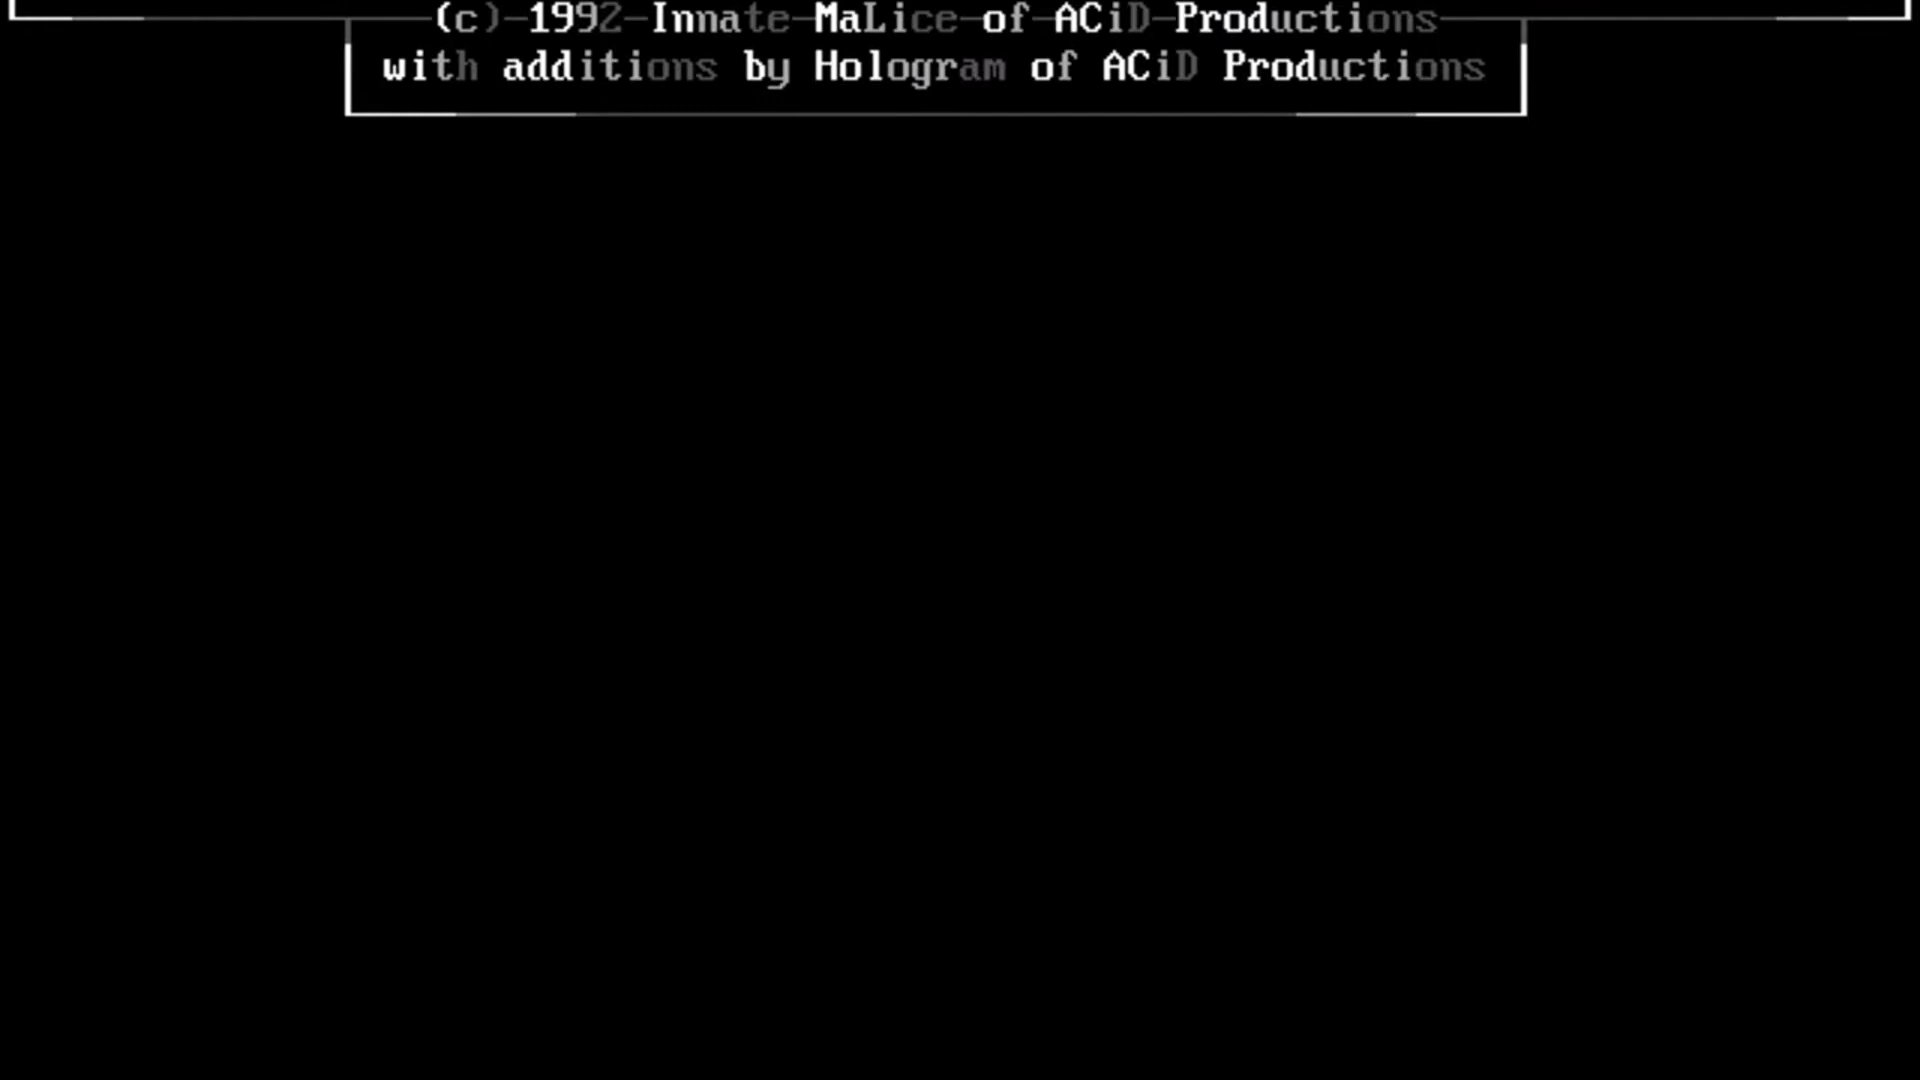 (c) 1992 Innate MaLice of ACiD Productions
with additions by Hologram of ACiD Productions